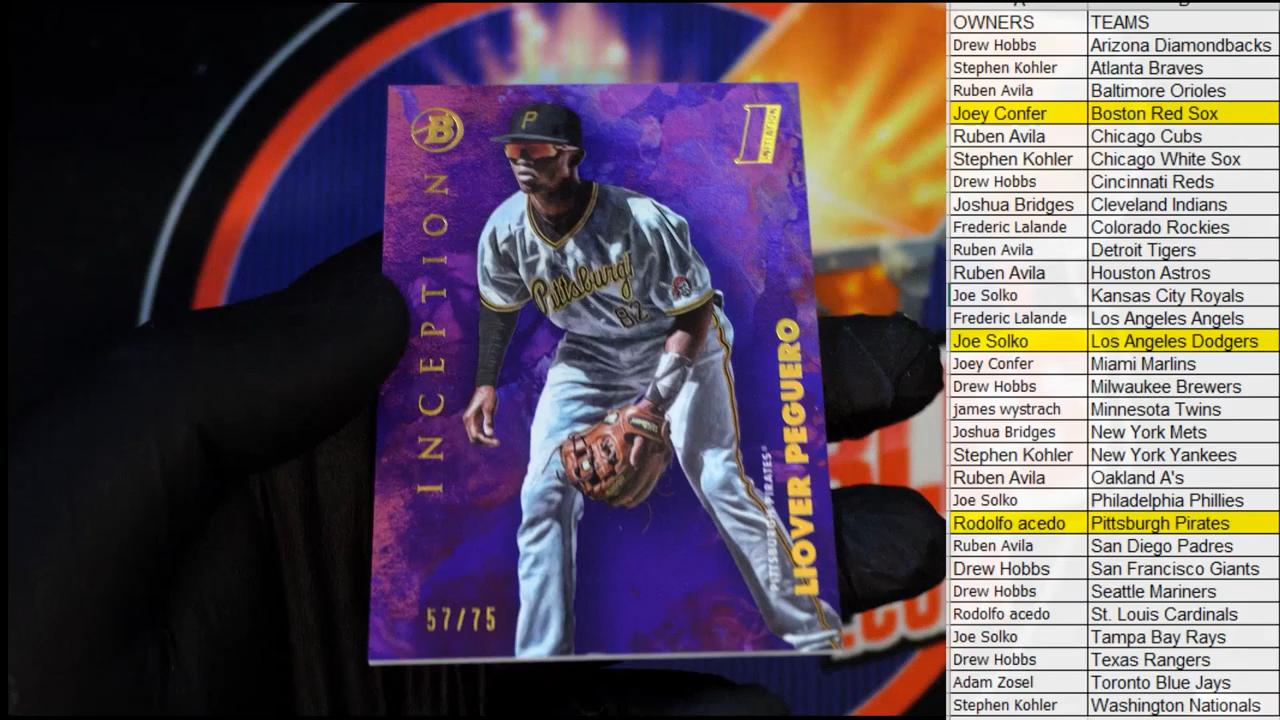 B
INCEPTION
INITIATION
P
Pittsburgh
82
PITTSBURGH PIRATES®
LIOVER PEGUERO
57/75
.co
OWNERS TEAMS
Drew Hobbs Arizona Diamondbacks
Stephen Kohler Atlanta Braves
Ruben Avila Baltimore Orioles
Joey Confer Boston Red Sox
Ruben Avila Chicago Cubs
Stephen Kohler Chicago White Sox
Drew Hobbs Cincinnati Reds
Joshua Bridges Cleveland Indians
Frederic Lalande Colorado Rockies
Ruben Avila Detroit Tigers
Ruben Avila Houston Astros
Joe Solko Kansas City Royals
Frederic Lalande Los Angeles Angels
Joe Solko Los Angeles Dodgers
Joey Confer Miami Marlins
Drew Hobbs Milwaukee Brewers
james wystrach Minnesota Twins
Joshua Bridges New York Mets
Stephen Kohler New York Yankees
Ruben Avila Oakland A's
Joe Solko Philadelphia Phillies
Rodolfo acedo Pittsburgh Pirates
Ruben Avila San Diego Padres
Drew Hobbs San Francisco Giants
Drew Hobbs Seattle Mariners
Rodolfo acedo St. Louis Cardinals
Joe Solko Tampa Bay Rays
Drew Hobbs Texas Rangers
Adam Zosel Toronto Blue Jays
Stephen Kohler Washington Nationals